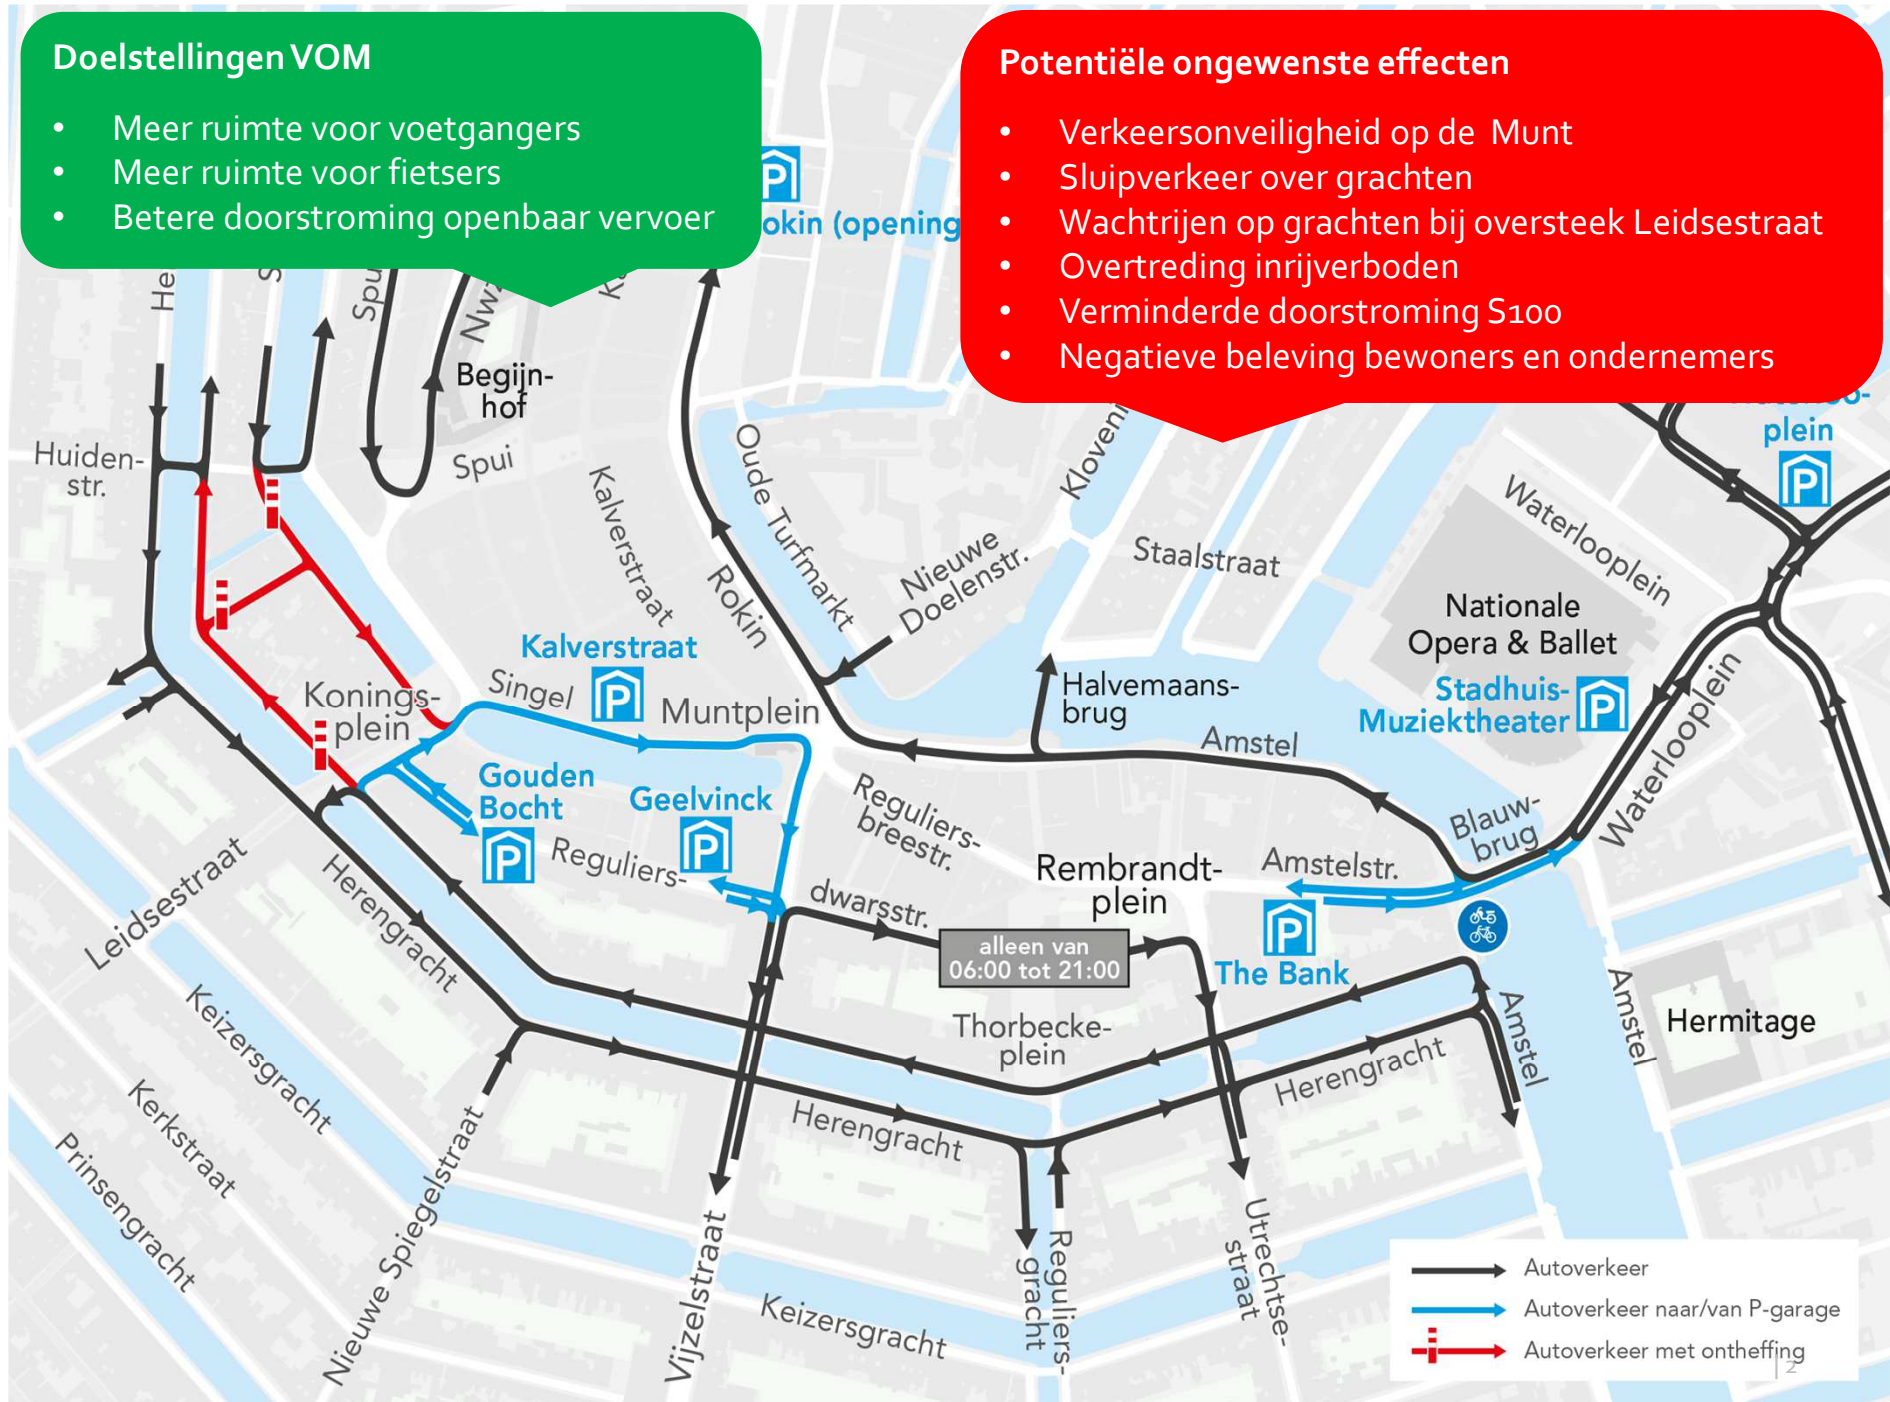 Doelstellingen VOM
• Meer ruimte voor voetgangers
• Meer ruimte voor fietsers
• Betere doorstroming openbaar vervoer
Potentiële ongewenste effecten
• Verkeersonveiligheid op de Munt
• Sluipverkeer over grachten
• Wachtrijen op grachten bij oversteek Leidsestraat
• Overtreding inrijverboden
• Verminderde doorstroming S100
• Negatieve beleving bewoners en ondernemers
P
okin (opening
He
S
Spu
Nwz
K
Begijn-
hof
Spui
Huiden-
str.
Kalverstraat
Oude Turfmarkt
Rokin
Nieuwe
Doelenstr.
Kloveni
Staalstraat
plein
P
Waterlooplein
Nationale
Opera & Ballet
Stadhuis-
Muziektheater
P
Waterlooplein
Kalverstraat
P
Singel
Muntplein
Konings-
plein
Halvemaans-
brug
Amstel
Blauw-
brug
Gouden
Bocht
P
Geelvinck
P
Reguliers-
dwarsstr.
Reguliers-
breestr.
Rembrandt-
plein
Amstelstr.
P
The Bank
alleen van
06:00 tot 21:00
Leidsestraat
Herengracht
Keizersgracht
Kerkstraat
Prinsengracht
Nieuwe Spiegelstraat
Vijzelstraat
Herengracht
Thorbecke-
plein
Herengracht
Amstel
Amstel
Hermitage
Keizersgracht
Reguliers-
gracht
Utrechtse-
straat
Autoverkeer
Autoverkeer naar/van P-garage
Autoverkeer met ontheffing
| 2